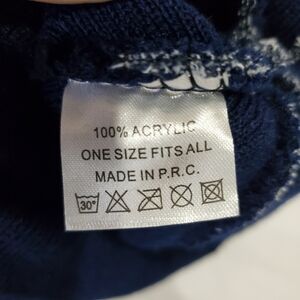 100% ACRYLIC
ONE SIZE FITS ALL
MADE IN P.R.C.
30°